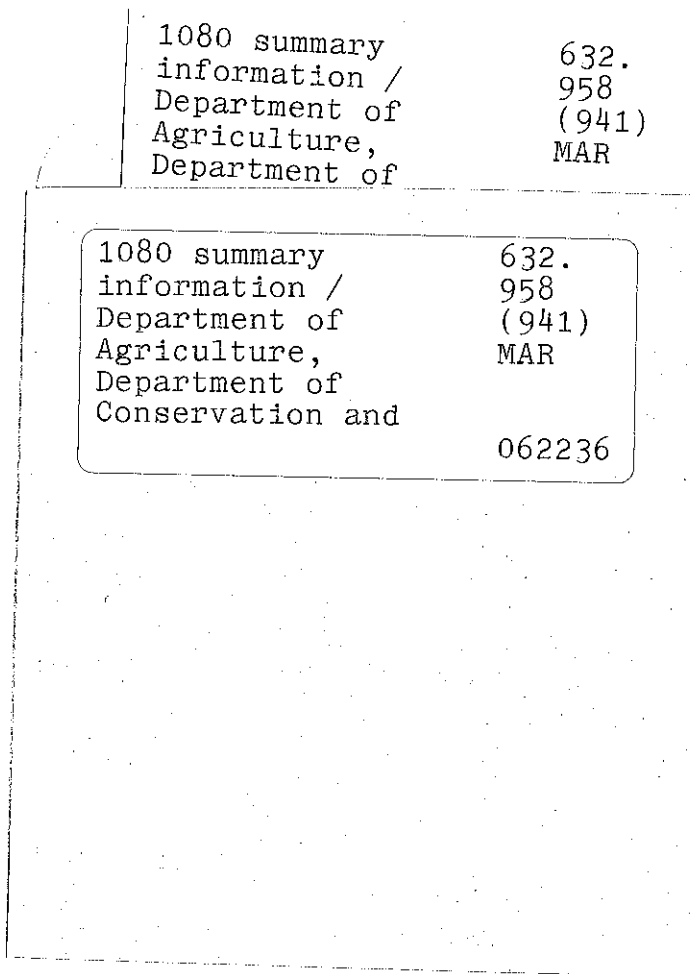 1080 summary 632.
information / 958
Department of (941)
Agriculture, MAR
Department of
1080 summary 632.
information / 958
Department of (941)
Agriculture, MAR
Department of
Conservation and
062236